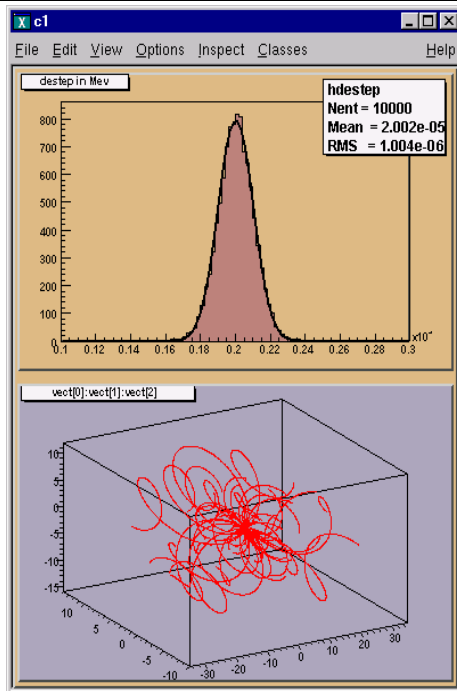 c1
File Edit View Options Inspect Classes Help
destep in Mev
hdestep
Nent = 10000
Mean = 2.002e-05
RMS = 1.004e-06
800
700
600
500
400
300
200
100
0
0.1 0.12 0.14 0.16 0.18 0.2 0.22 0.24 0.26 0.28 0.3
vect[0]:vect[1]:vect[2]
10
5
0
-5
-10
-15
10
5
0
-5
-10
-30 -20 -10 0 10 20 30